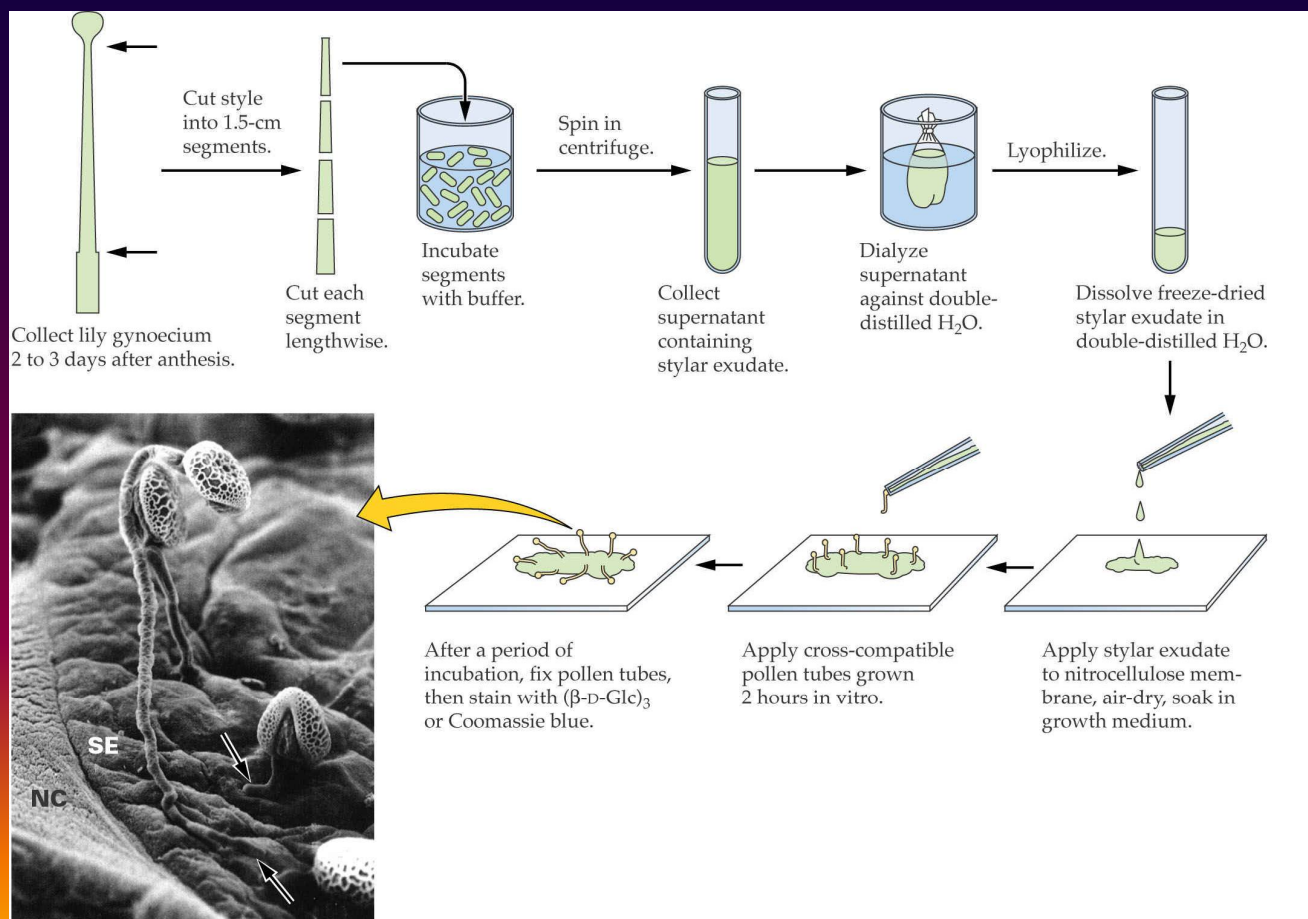 Cut style
into 1.5-cm
segments.
Spin in
centrifuge.
Lyophilize.
Collect lily gynoecium
2 to 3 days after anthesis.
Cut each
segment
lengthwise.
Incubate
segments
with buffer.
Collect
supernatant
containing
stylar exudate.
Dialyze
supernatant
against double-
distilled H₂O.
Dissolve freeze-dried
stylar exudate in
double-distilled H₂O.
After a period of
incubation, fix pollen tubes,
then stain with (β-D-Glc)₃
or Coomassie blue.
Apply cross-compatible
pollen tubes grown
2 hours in vitro.
Apply stylar exudate
to nitrocellulose mem-
brane, air-dry, soak in
growth medium.
SE
NC